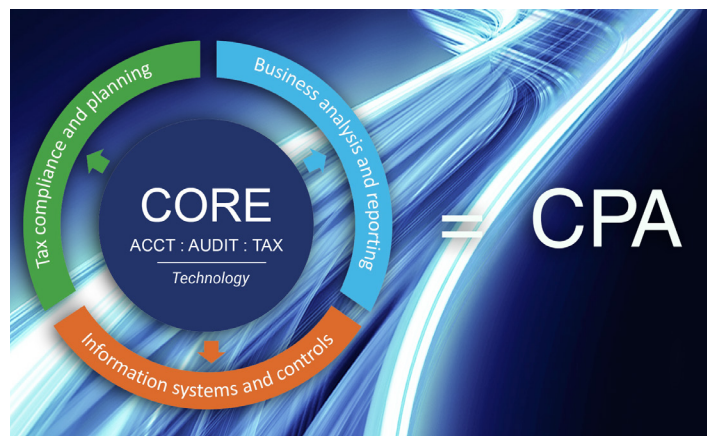 Tax compliance and planning
Business analysis and reporting
CORE
ACCT : AUDIT : TAX
Technology
Information systems and controls
= CPA